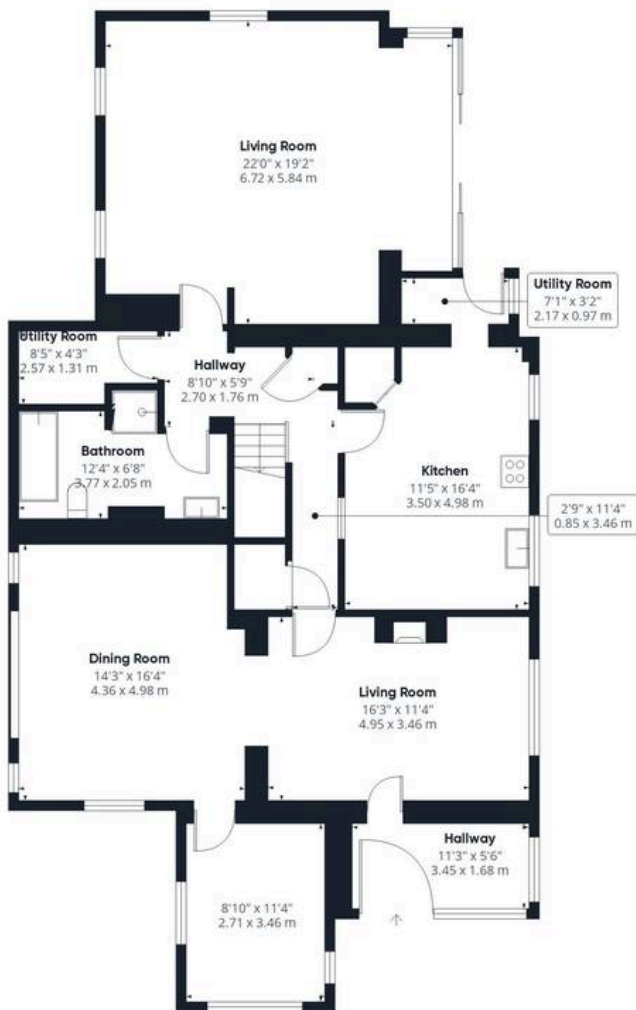 Living Room
22'0" x 19'2"
6.72 x 5.84 m
Utility Room
7'1" x 3'2"
2.17 x 0.97 m
Utility Room
8'5" x 4'3"
2.57 x 1.31 m
Hallway
8'10" x 5'9"
2.70 x 1.76 m
Bathroom
12'4" x 6'8"
3.77 x 2.05 m
Kitchen
11'5" x 16'4"
3.50 x 4.98 m
2'9" x 11'4"
0.85 x 3.46 m
Dining Room
14'3" x 16'4"
4.36 x 4.98 m
Living Room
16'3" x 11'4"
4.95 x 3.46 m
Hallway
11'3" x 5'6"
3.45 x 1.68 m
8'10" x 11'4"
2.71 x 3.46 m